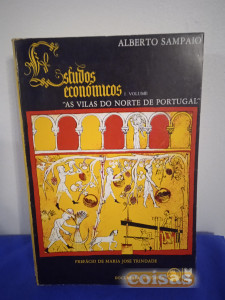 ALBERTO SAMPAIO
Estudos
económicos
I VOLUME
"AS VILAS DO NORTE DE PORTUGAL"
PREFÁCIO DE MARIA JOSÉ TRINDADE
coisas